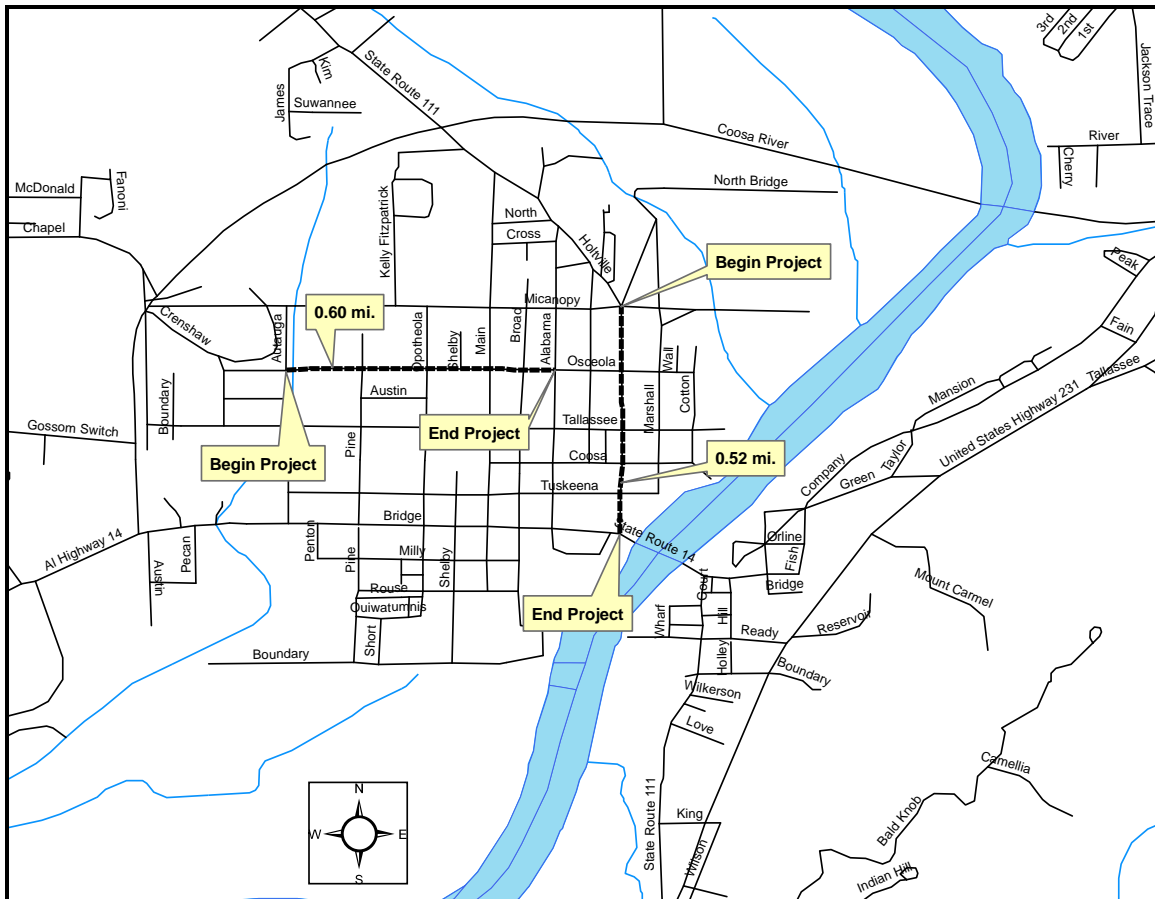 3rd
2nd
1st
Jackson Trace
Kim
State Route 111
James
Suwannee
Coosa River
River
Cherry
McDonald
Fanoni
North Bridge
Kelly Fitzpatrick
North
Chapel
Cross
Holtville
Begin Project
Peak
0.60 mi.
Micanopy
Crenshaw
Autauga
Opotheola
Shelby
Main
Broad
Alabama
Osceola
Wall
Fain
Tallassee
Boundary
Austin
Marshall
Cotton
Mansion
Gossom Switch
End Project
Tallassee
United States Highway 231
Pine
Begin Project
Coosa
0.52 mi.
Company
Green
Taylor
Tuskeena
Bridge
State Route 14
Al Highway 14
Penton
Pine
Milly
Shelby
Orline
Fish
Pecan
Austin
Rouse
Court
Bridge
Mount Carmel
Ouiwatumnis
End Project
Wharf
Hill
Ready
Reservoir
Short
Boundary
Holley
Boundary
Wilkerson
Love
Camellia
N
W
E
S
State Route 111
King
Wilson
Bald Knob
Indian Hill